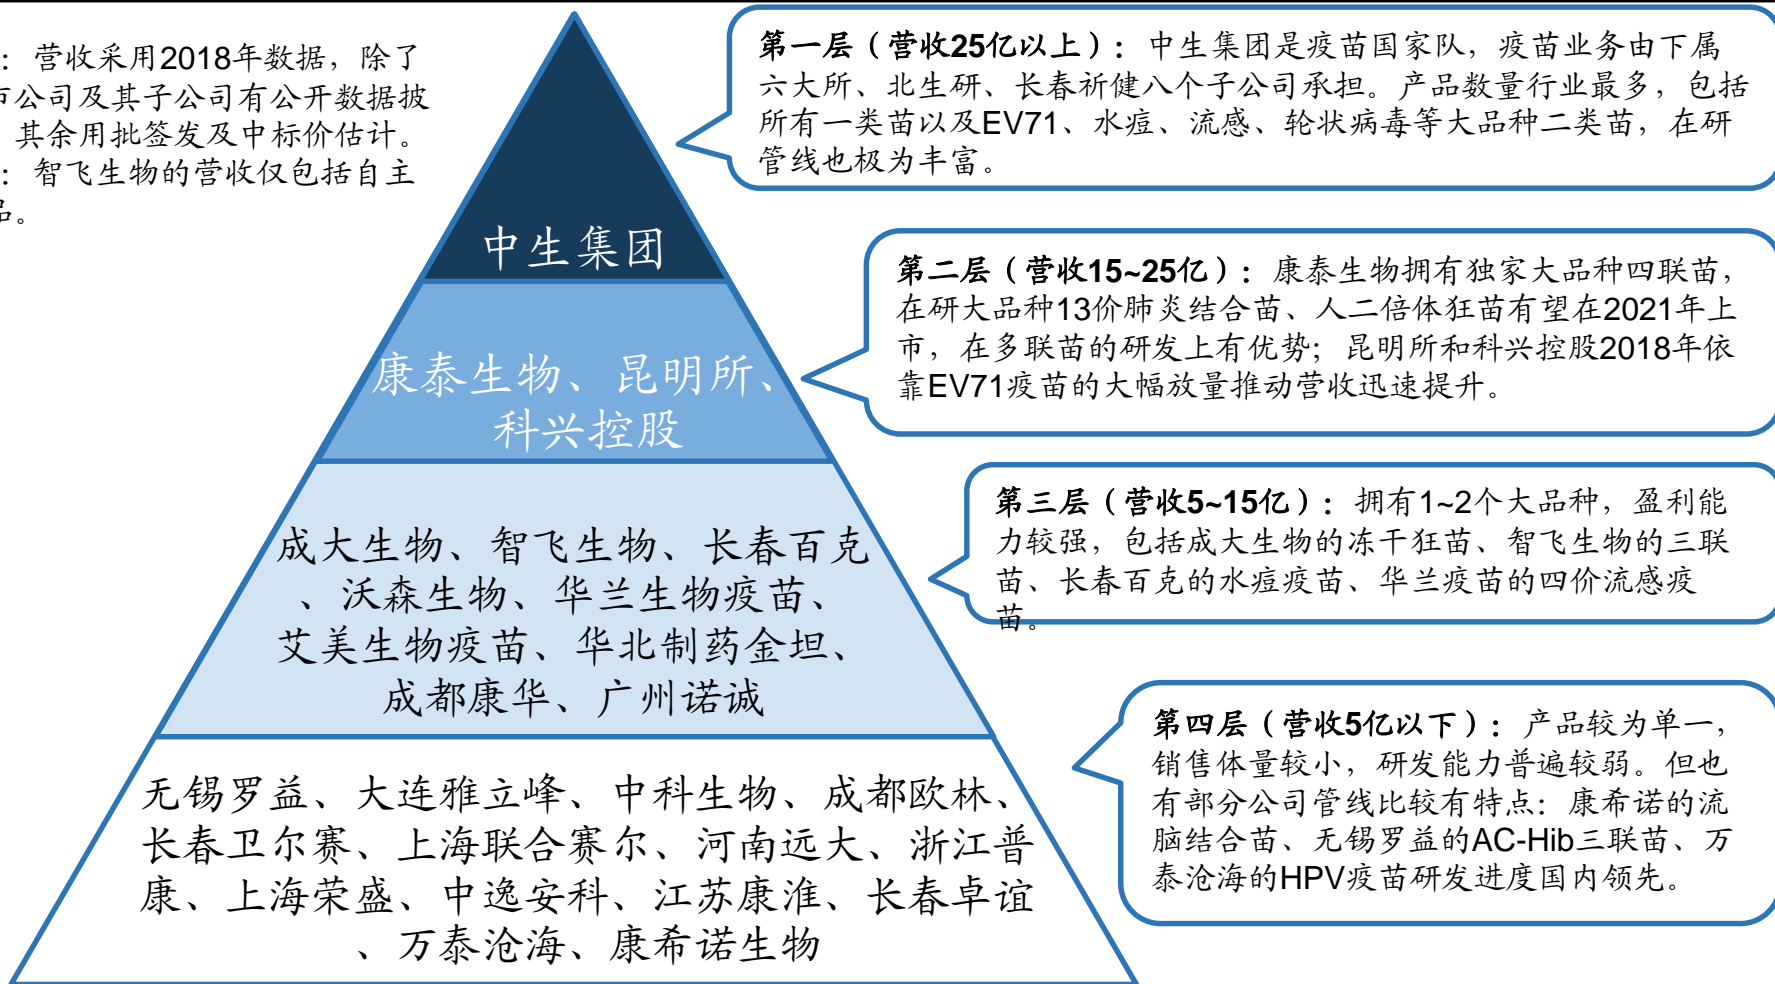 ：营收采用2018年数据，除了
市公司及其子公司有公开数据披
其余用批签发及中标价估计。
：智飞生物的营收仅包括自主
品。
第一层（营收25亿以上）：中生集团是疫苗国家队，疫苗业务由下属
六大所、北生研、长春祈健八个子公司承担。产品数量行业最多，包括
所有一类苗以及EV71、水痘、流感、轮状病毒等大品种二类苗，在研
管线也极为丰富。
中生集团
第二层（营收15~25亿）：康泰生物拥有独家大品种四联苗，
在研大品种13价肺炎结合苗、人二倍体狂苗有望在2021年上
市，在多联苗的研发上有优势；昆明所和科兴控股2018年依
靠EV71疫苗的大幅放量推动营收迅速提升。
康泰生物、昆明所、
科兴控股
第三层（营收5~15亿）：拥有1~2个大品种，盈利能
力较强，包括成大生物的冻干狂苗、智飞生物的三联
苗、长春百克的水痘疫苗、华兰疫苗的四价流感疫
苗。
成大生物、智飞生物、长春百克
、沃森生物、华兰生物疫苗、
艾美生物疫苗、华北制药金坦、
成都康华、广州诺诚
第四层（营收5亿以下）：产品较为单一，
销售体量较小，研发能力普遍较弱。但也
有部分公司管线比较有特点：康希诺的流
脑结合苗、无锡罗益的AC-Hib三联苗、万
泰沧海的HPV疫苗研发进度国内领先。
无锡罗益、大连雅立峰、中科生物、成都欧林、
长春卫尔赛、上海联合赛尔、河南远大、浙江普
康、上海荣盛、中逸安科、江苏康淮、长春卓谊
、万泰沧海、康希诺生物